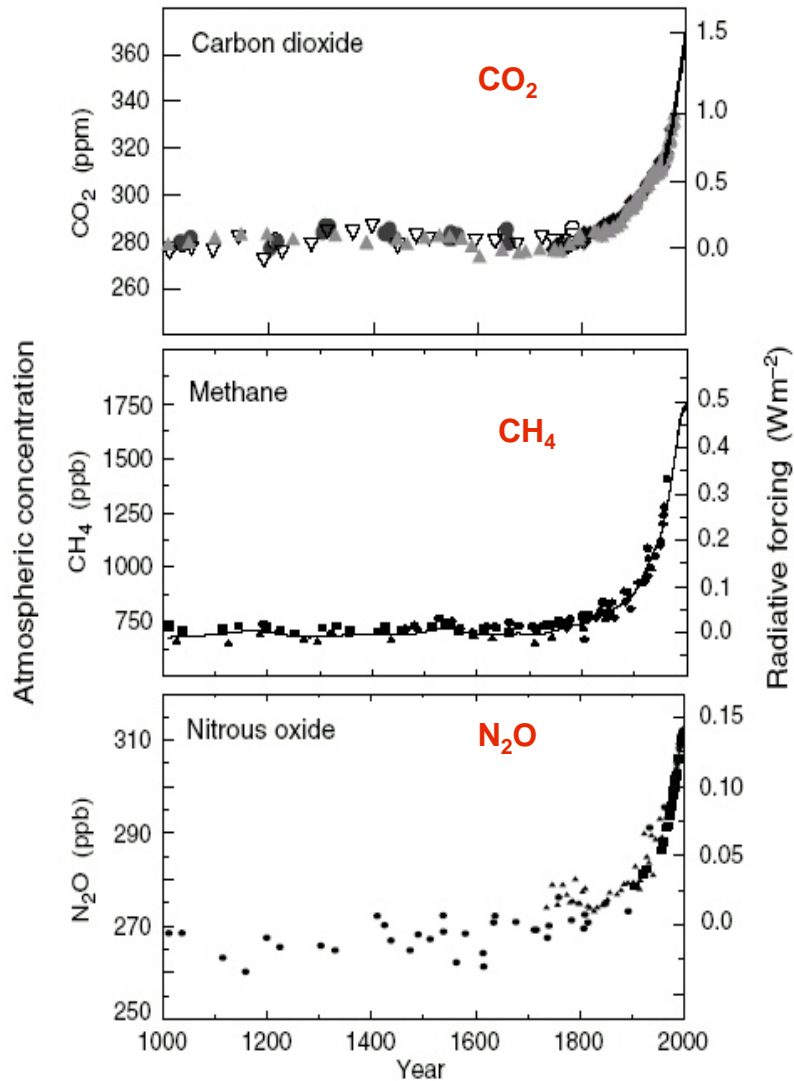 Carbon dioxide
CO₂
360
340
320
300
280
260
CO₂ (ppm)
1.5
1.0
0.5
0.0
Methane
CH₄
1750
1500
1250
1000
750
CH₄ (ppb)
0.5
0.4
0.3
0.2
0.1
0.0
Atmospheric concentration
Radiative forcing (Wm⁻²)
Nitrous oxide
N₂O
310
290
270
250
N₂O (ppb)
0.15
0.10
0.05
0.0
1000 1200 1400 1600 1800 2000
Year